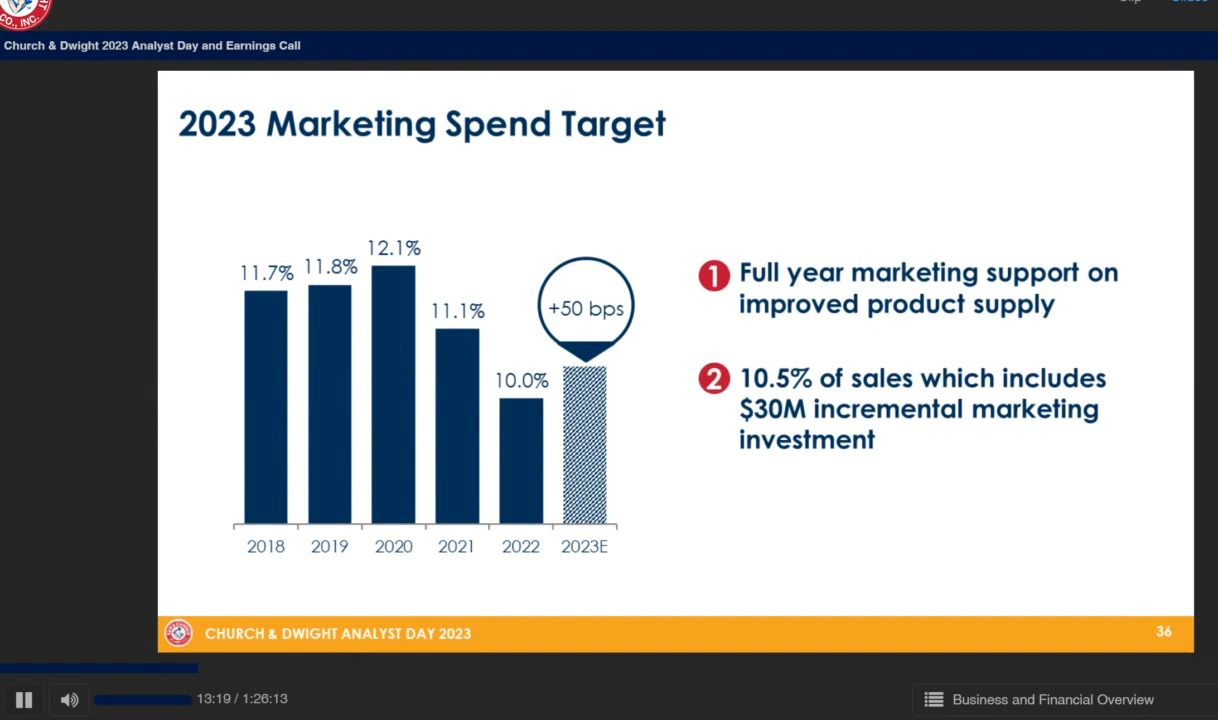 CO., INC.
Church & Dwight 2023 Analyst Day and Earnings Call
2023 Marketing Spend Target
11.7%
11.8%
12.1%
11.1%
10.0%
+50 bps
2018
2019
2020
2021
2022
2023E
1 Full year marketing support on
improved product supply
2 10.5% of sales which includes
$30M incremental marketing
investment
CHURCH & DWIGHT ANALYST DAY 2023
36
13:19 / 1:26:13
Business and Financial Overview